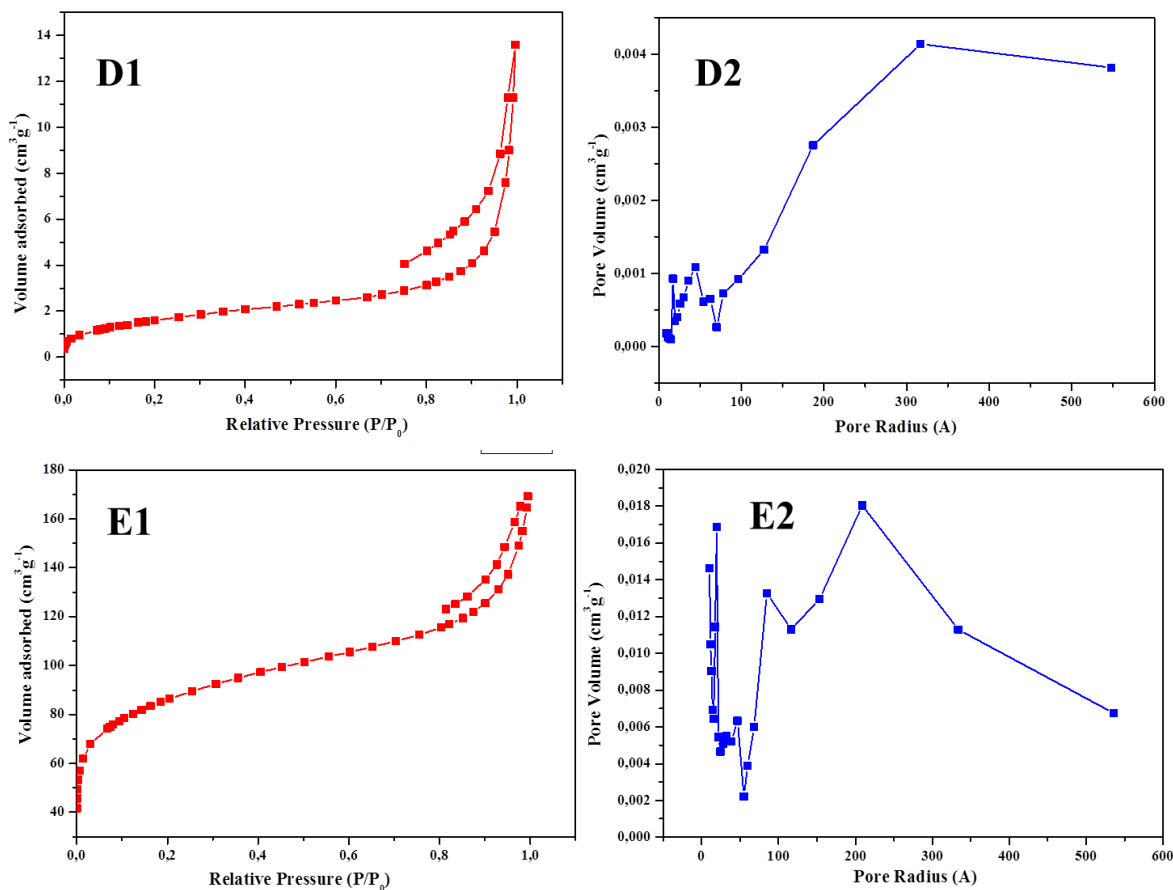 D1
Volume adsorbed (cm³g⁻¹)
14
12
10
8
6
4
2
0
0,0 0,2 0,4 0,6 0,8 1,0
Relative Pressure (P/P₀)
D2
Pore Volume (cm³g⁻¹)
0,004
0,003
0,002
0,001
0,000
0 100 200 300 400 500 600
Pore Radius (A)
E1
Volume adsorbed (cm³g⁻¹)
180
160
140
120
100
80
60
40
0,0 0,2 0,4 0,6 0,8 1,0
Relative Pressure (P/P₀)
E2
Pore Volume (cm³g⁻¹)
0,020
0,018
0,016
0,014
0,012
0,010
0,008
0,006
0,004
0,002
0,000
0 100 200 300 400 500 600
Pore Radius (A)